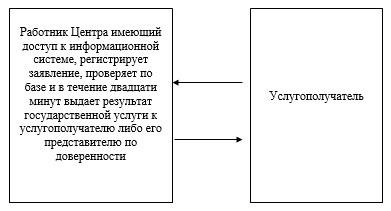 Работник Центра имеющий
доступ к информационной
системе, регистрирует
заявление, проверяет по
базе и в течение двадцати
минут выдает результат
государственной услуги к
услугополучателю либо его
представителю по
доверенности
Услугополучатель